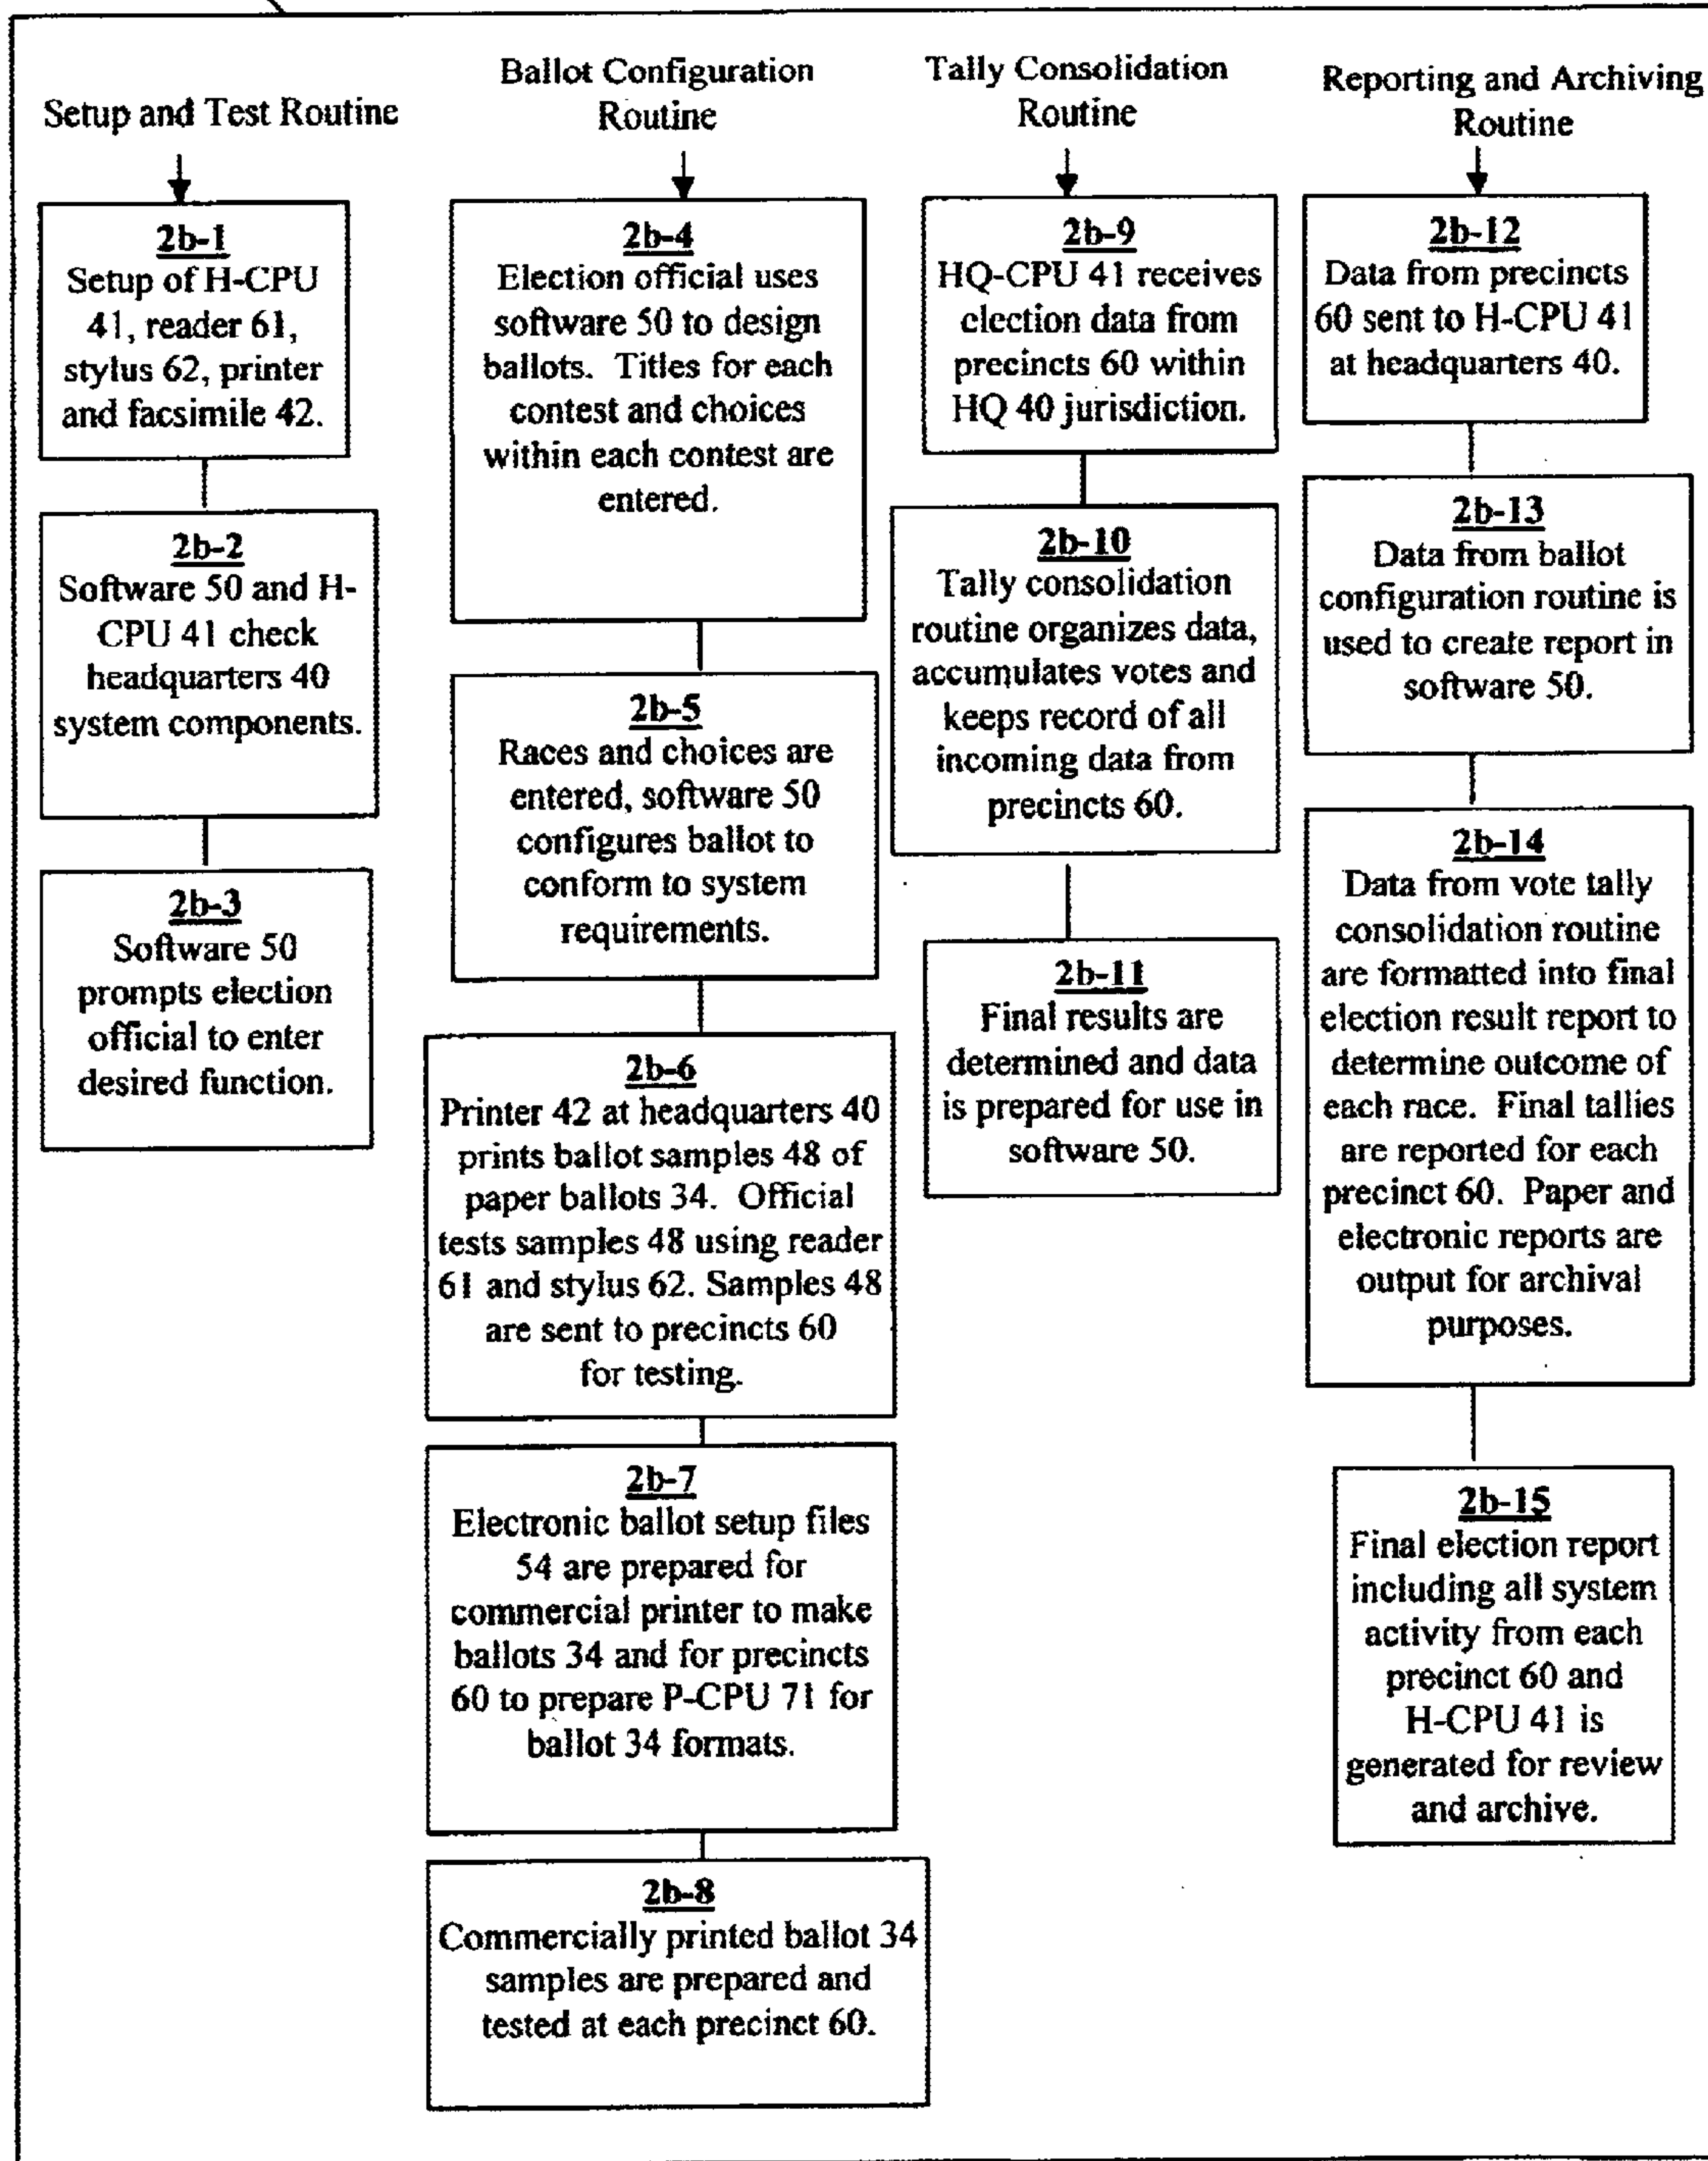 Setup and Test Routine
2b-1
Setup of H-CPU
41, reader 61,
stylus 62, printer
and facsimile 42.
2b-2
Software 50 and H-
CPU 41 check
headquarters 40
system components.
2b-3
Software 50
prompts election
official to enter
desired function.
Ballot Configuration
Routine
2b-4
Election official uses
software 50 to design
ballots. Titles for each
contest and choices
within each contest are
entered.
2b-5
Races and choices are
entered, software 50
configures ballot to
conform to system
requirements.
2b-6
Printer 42 at headquarters 40
prints ballot samples 48 of
paper ballots 34. Official
tests samples 48 using reader
61 and stylus 62. Samples 48
are sent to precincts 60
for testing.
2b-7
Electronic ballot setup files
54 are prepared for
commercial printer to make
ballots 34 and for precincts
60 to prepare P-CPU 71 for
ballot 34 formats.
2b-8
Commercially printed ballot 34
samples are prepared and
tested at each precinct 60.
Tally Consolidation
Routine
2b-9
HQ-CPU 41 receives
election data from
precincts 60 within
HQ 40 jurisdiction.
2b-10
Tally consolidation
routine organizes data,
accumulates votes and
keeps record of all
incoming data from
precincts 60.
2b-11
Final results are
determined and data
is prepared for use in
software 50.
Reporting and Archiving
Routine
2b-12
Data from precincts
60 sent to H-CPU 41
at headquarters 40.
2b-13
Data from ballot
configuration routine is
used to create report in
software 50.
2b-14
Data from vote tally
consolidation routine
are formatted into final
election result report to
determine outcome of
each race. Final tallies
are reported for each
precinct 60. Paper and
electronic reports are
output for archival
purposes.
2b-15
Final election report
including all system
activity from each
precinct 60 and
H-CPU 41 is
generated for review
and archive.